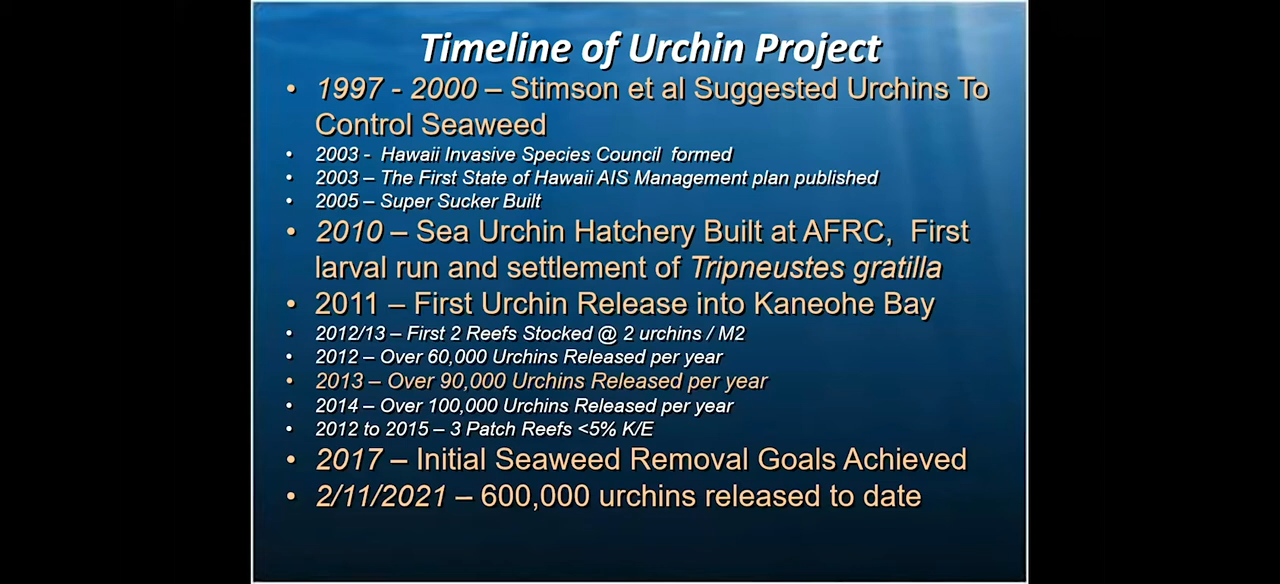 Timeline of Urchin Project
• 1997 - 2000 – Stimson et al Suggested Urchins To
Control Seaweed
• 2003 - Hawaii Invasive Species Council formed
• 2003 – The First State of Hawaii AIS Management plan published
• 2005 – Super Sucker Built
• 2010 – Sea Urchin Hatchery Built at AFRC, First
larval run and settlement of Tripneustes gratilla
• 2011 – First Urchin Release into Kaneohe Bay
• 2012/13 – First 2 Reefs Stocked @ 2 urchins / M2
• 2012 – Over 60,000 Urchins Released per year
• 2013 – Over 90,000 Urchins Released per year
• 2014 – Over 100,000 Urchins Released per year
• 2012 to 2015 – 3 Patch Reefs <5% K/E
• 2017 – Initial Seaweed Removal Goals Achieved
• 2/11/2021 – 600,000 urchins released to date